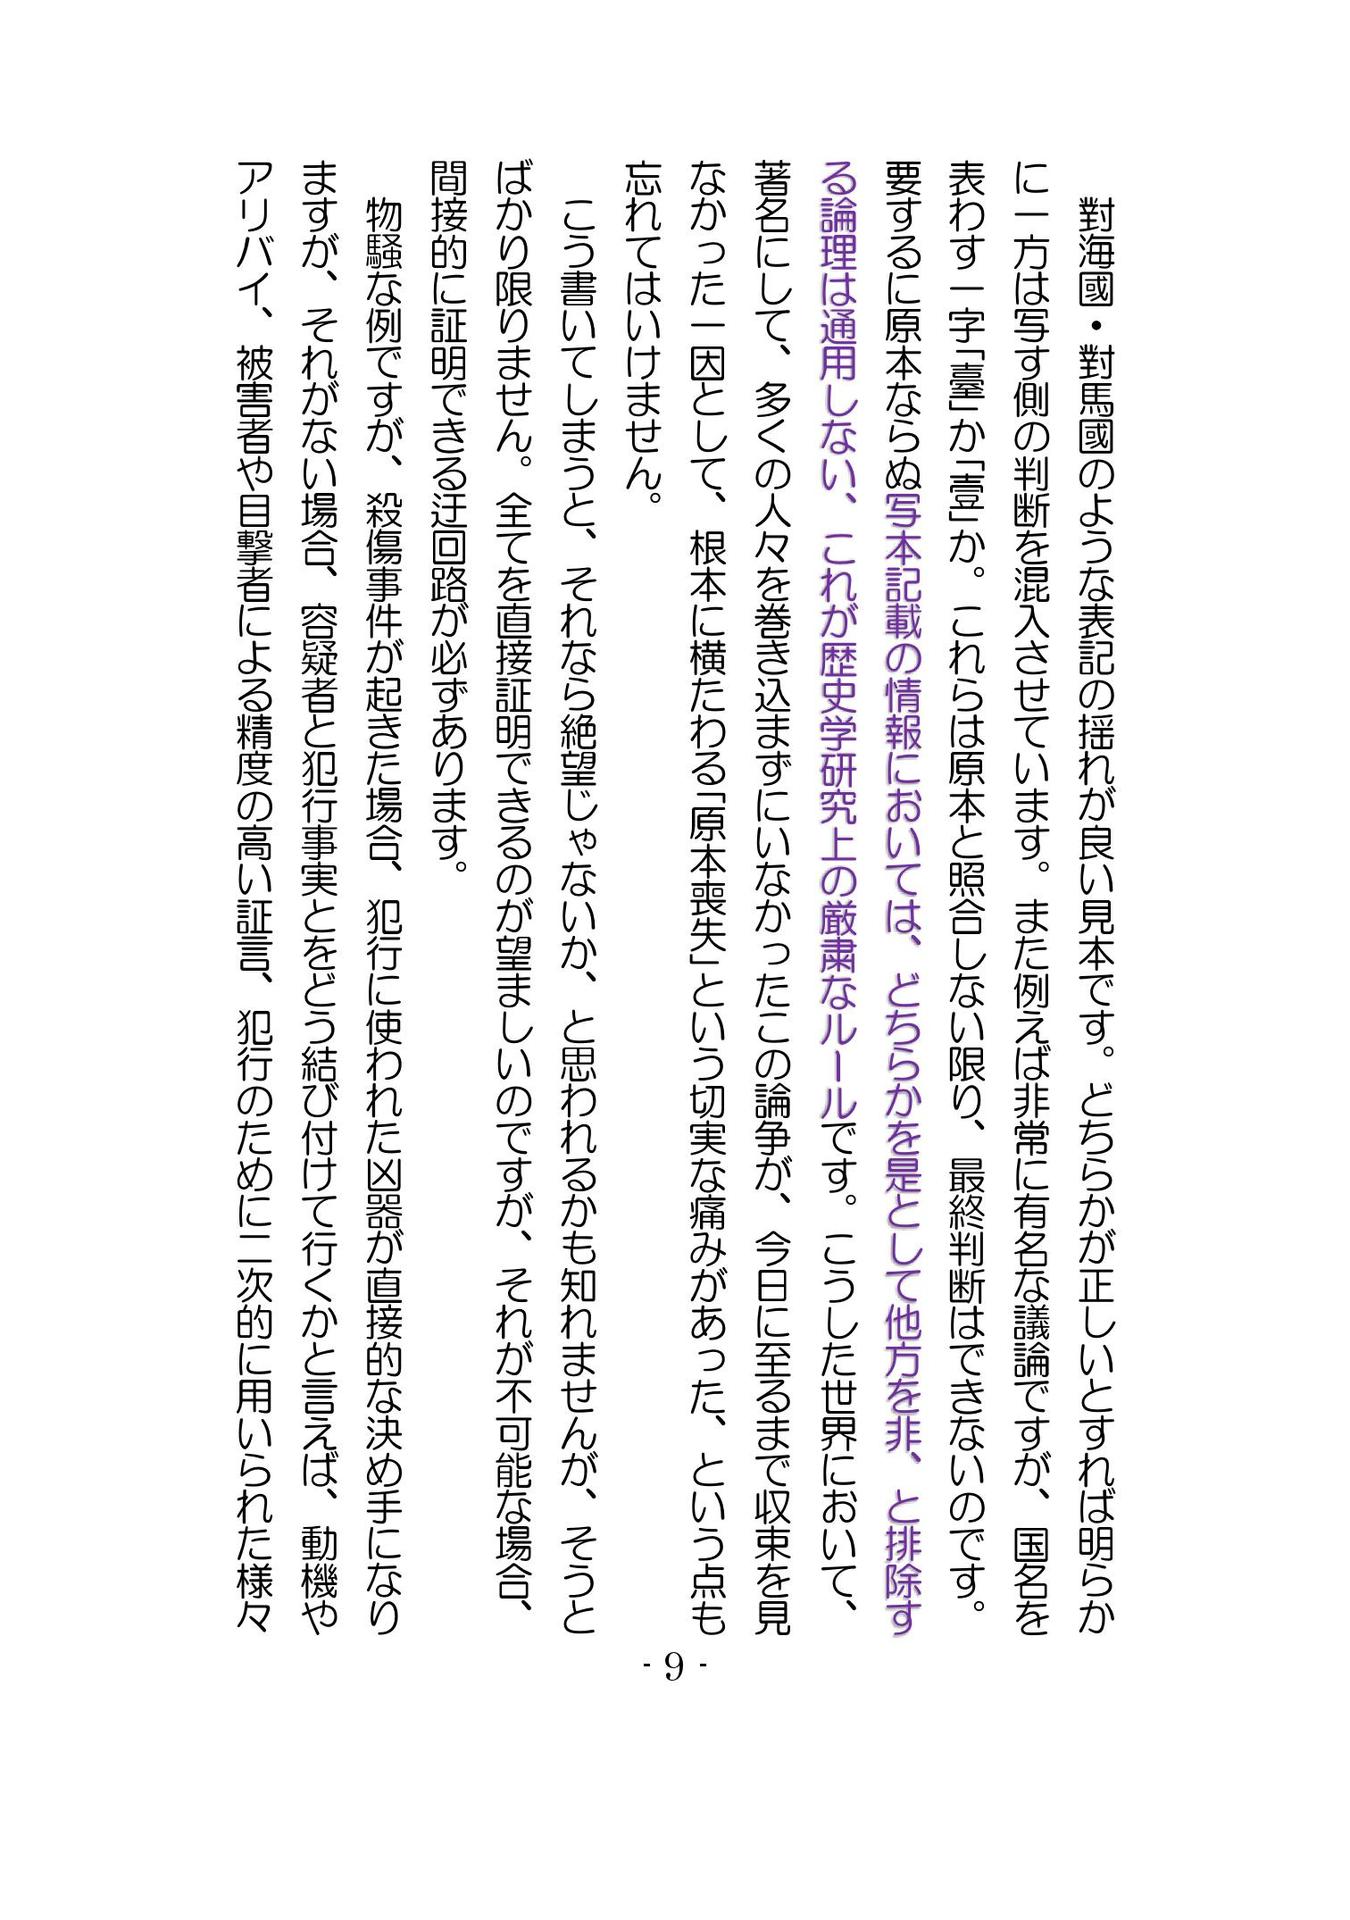 對海國・對馬國のような表記の揺れが良い見本です。どちらかが正しいとすれば明らか
に一方は写す側の判断を混入させています。また例えば非常に有名な議論ですが、国名を
表わす一字「臺」か「壹」か。これらは原本と照合しない限り、最終判断はできないのです。
要するに原本ならぬ写本記載の情報においては、どちらかを是として他方を非、と排除す
る論理は通用しない、これが歴史学研究上の厳粛なルールです。こうした世界において、
著名にして、多くの人々を巻き込まずにいなかったこの論争が、今日に至るまで収束を見
なかった一因として、根本に横たわる「原本喪失」という切実な痛みがあった、という点も
忘れてはいけません。
こう書いてしまうと、それなら絶望じゃないか、と思われるかも知れませんが、そうと
ばかり限りません。全てを直接証明できるのが望ましいのですが、それが不可能な場合、
間接的に証明できる迂回路が必ずあります。
物騒な例ですが、殺傷事件が起きた場合、犯行に使われた凶器が直接的な決め手になり
ますが、それがない場合、容疑者と犯行事実とをどう結び付けて行くかと言えば、動機や
アリバイ、被害者や目撃者による精度の高い証言、犯行のために二次的に用いられた様々
- 9 -